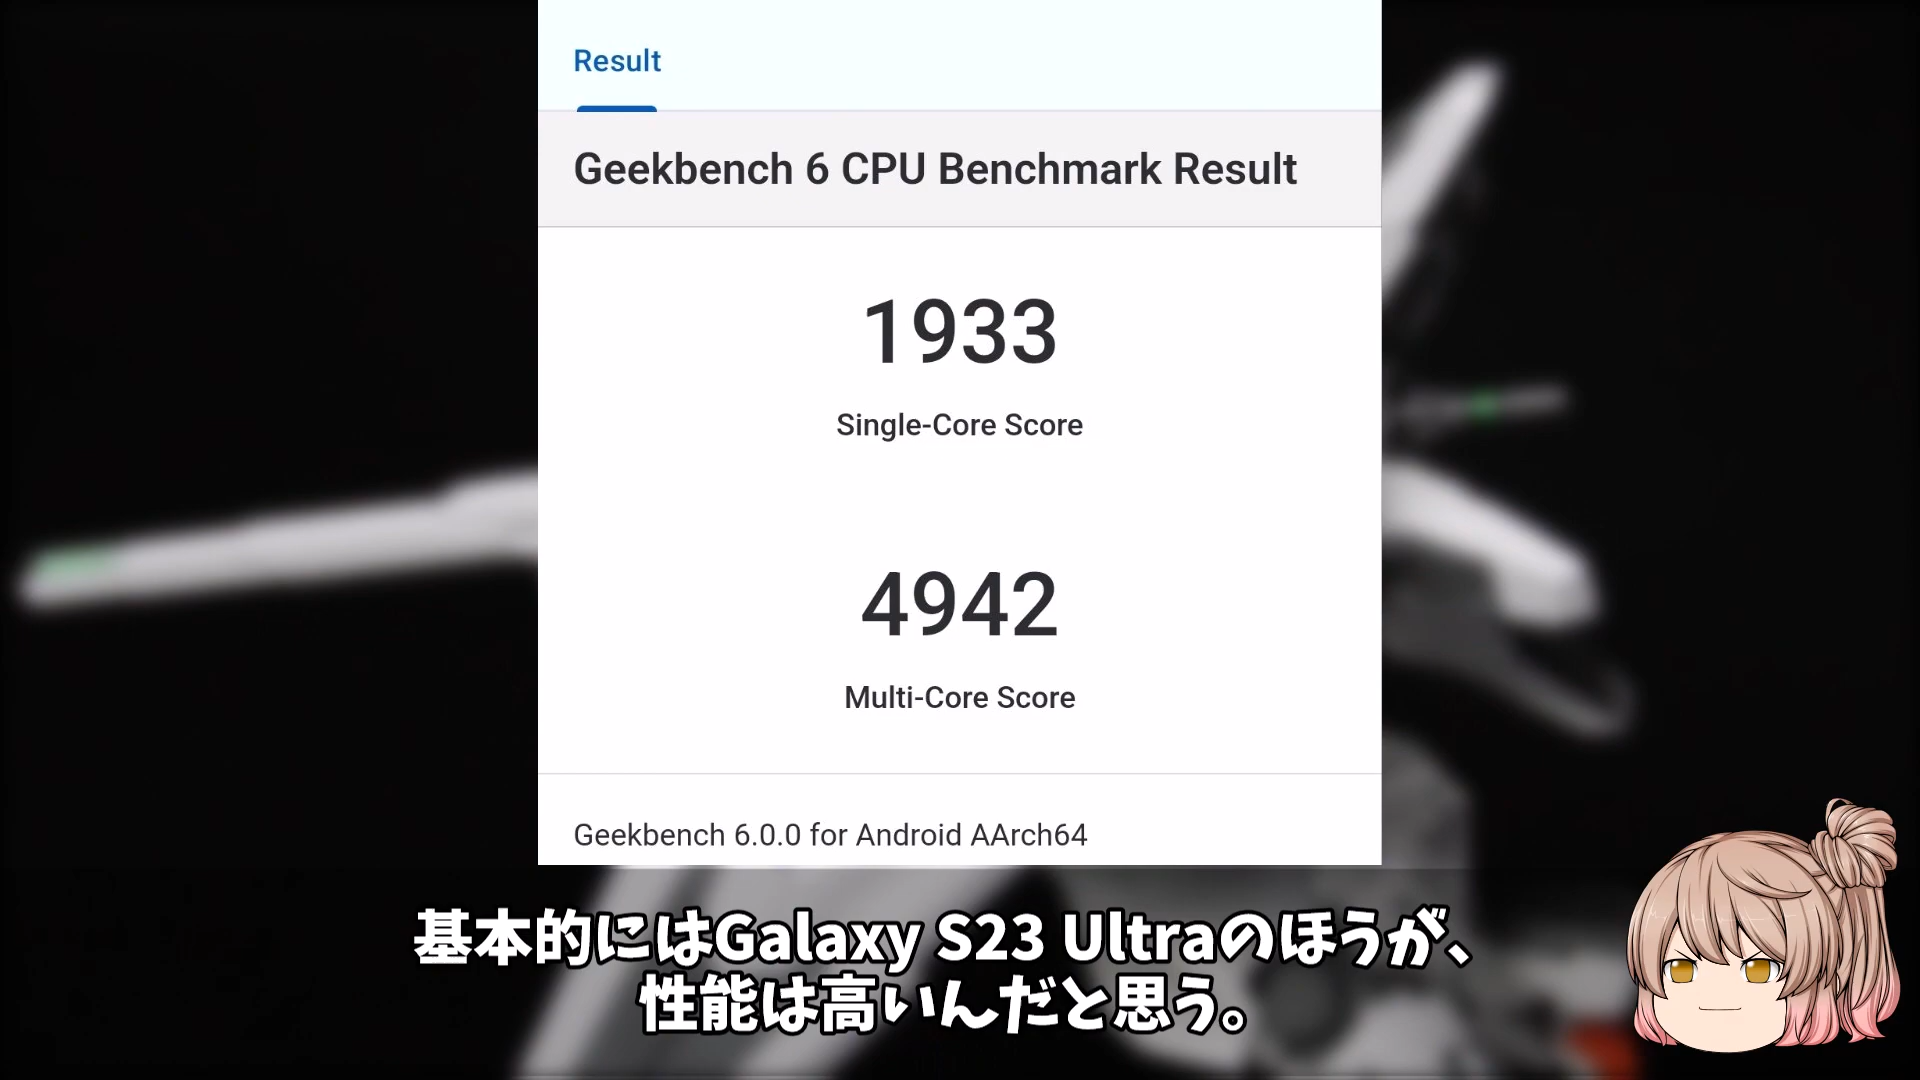 Result
Geekbench 6 CPU Benchmark Result
1933
Single-Core Score
4942
Multi-Core Score
Geekbench 6.0.0 for Android AArch64
基本的にはGalaxy S23 Ultraのほうが、
性能は高いんだと思う。